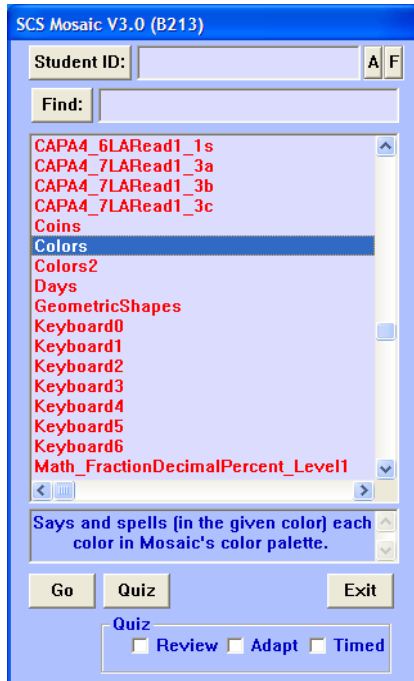 SCS Mosaic V3.0 (B213)
Student ID: A F
Find:
CAPA4_6LARead1_1s
CAPA4_7LARead1_3a
CAPA4_7LARead1_3b
CAPA4_7LARead1_3c
Coins
Colors
Colors2
Days
GeometricShapes
Keyboard0
Keyboard1
Keyboard2
Keyboard3
Keyboard4
Keyboard5
Keyboard6
Math_FractionDecimalPercent_Level1
Says and spells (in the given color) each
color in Mosaic's color palette.
Go Quiz Exit
Quiz
Review Adapt Timed